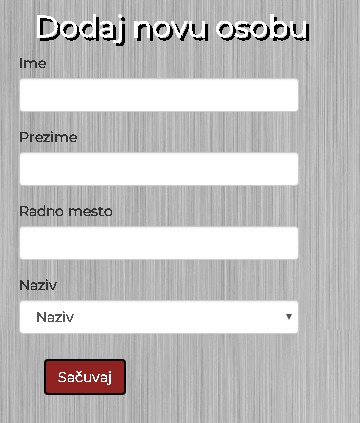 Dodaj novu osobu
Ime
Prezime
Radno mesto
Naziv
Naziv
Sačuvaj